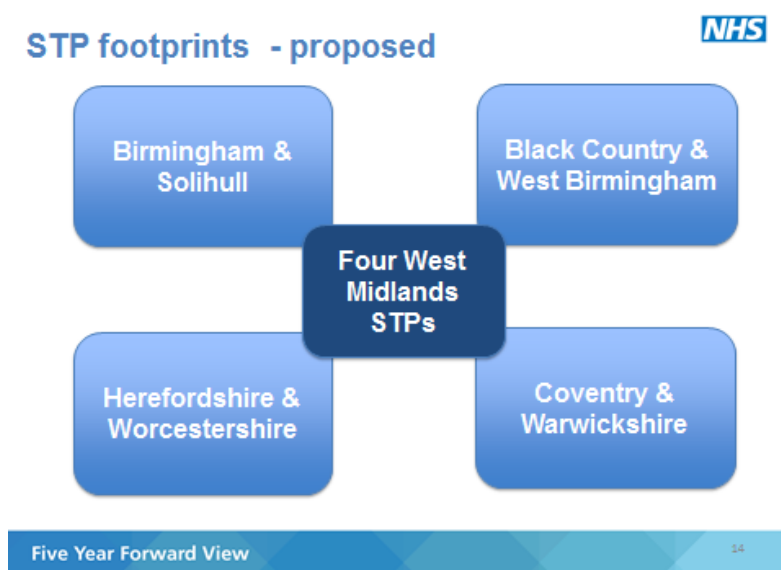 NHS
STP footprints - proposed
Birmingham &
Solihull
Black Country &
West Birmingham
Four West
Midlands
STPs
Herefordshire &
Worcestershire
Coventry &
Warwickshire
Five Year Forward View
14